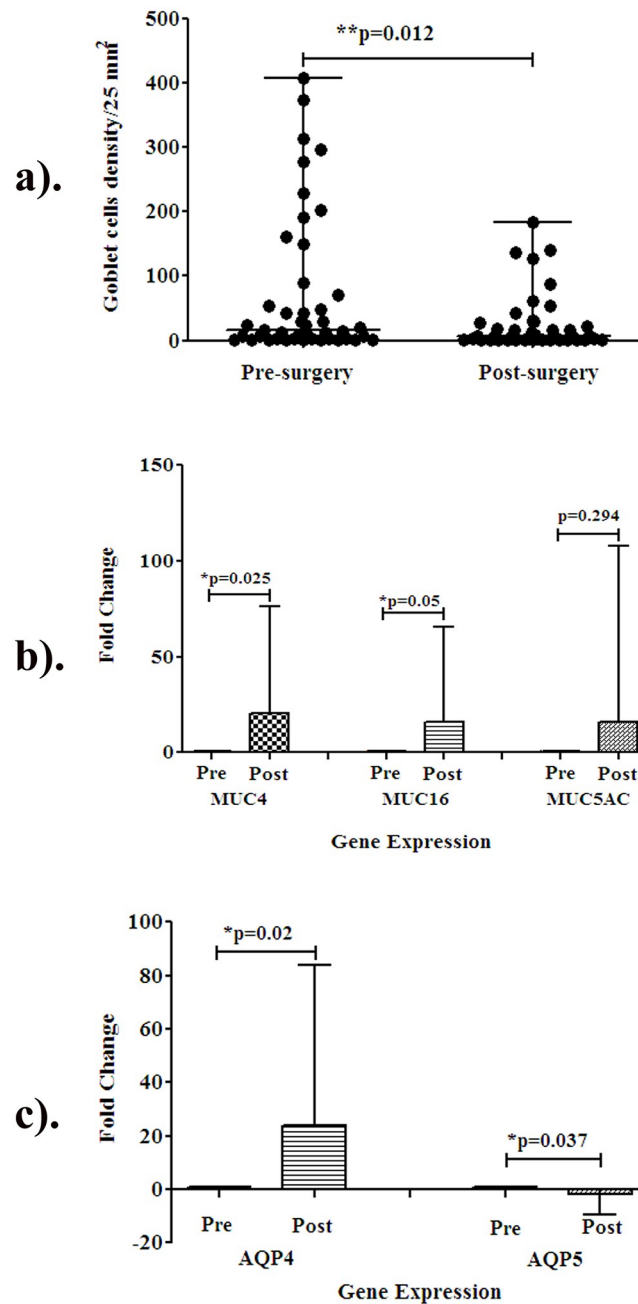 a).
Goblet cells density/25 mm²
500
400
300
200
100
0
**p=0.012
Pre-surgery Post-surgery
b).
Fold Change
150
100
50
0
*p=0.025
*p=0.05
p=0.294
Pre Post Pre Post Pre Post
MUC4 MUC16 MUC5AC
Gene Expression
c).
Fold Change
100
80
60
40
20
0
-20
*p=0.02
*p=0.037
Pre Post Pre Post
AQP4 AQP5
Gene Expression